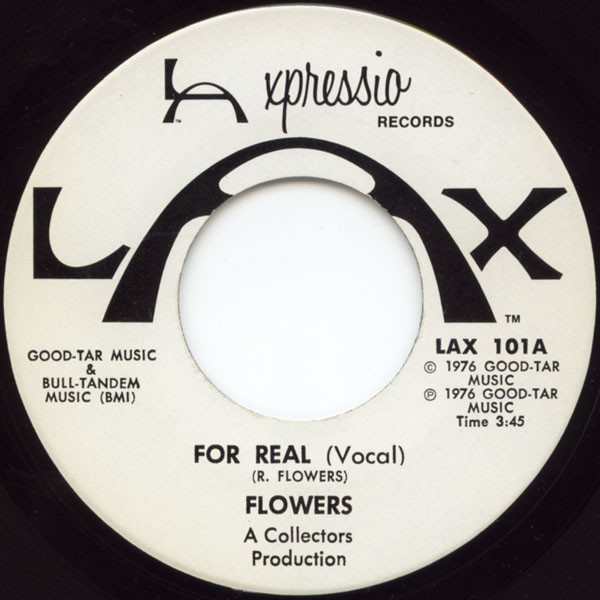 LA xpressio
RECORDS
LAX
TM
GOOD-TAR MUSIC
&
BULL-TANDEM
MUSIC (BMI)
LAX 101A
© 1976 GOOD-TAR
MUSIC
℗ 1976 GOOD-TAR
MUSIC
Time 3:45
FOR REAL (Vocal)
(R. FLOWERS)
FLOWERS
A Collectors
Production